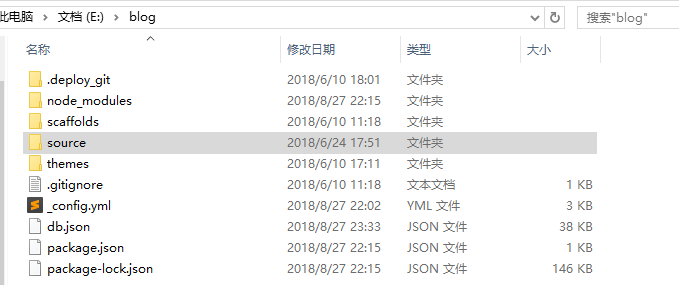 此电脑 > 文档 (E:) > blog 搜索"blog"
名称 修改日期 类型 大小
.deploy_git 2018/6/10 18:01 文件夹
node_modules 2018/8/27 22:15 文件夹
scaffolds 2018/6/10 11:18 文件夹
source 2018/6/24 17:51 文件夹
themes 2018/6/10 17:11 文件夹
.gitignore 2018/6/10 11:18 文本文档 1 KB
_config.yml 2018/8/27 22:02 YML 文件 3 KB
db.json 2018/8/27 23:33 JSON 文件 38 KB
package.json 2018/8/27 22:15 JSON 文件 1 KB
package-lock.json 2018/8/27 22:15 JSON 文件 146 KB